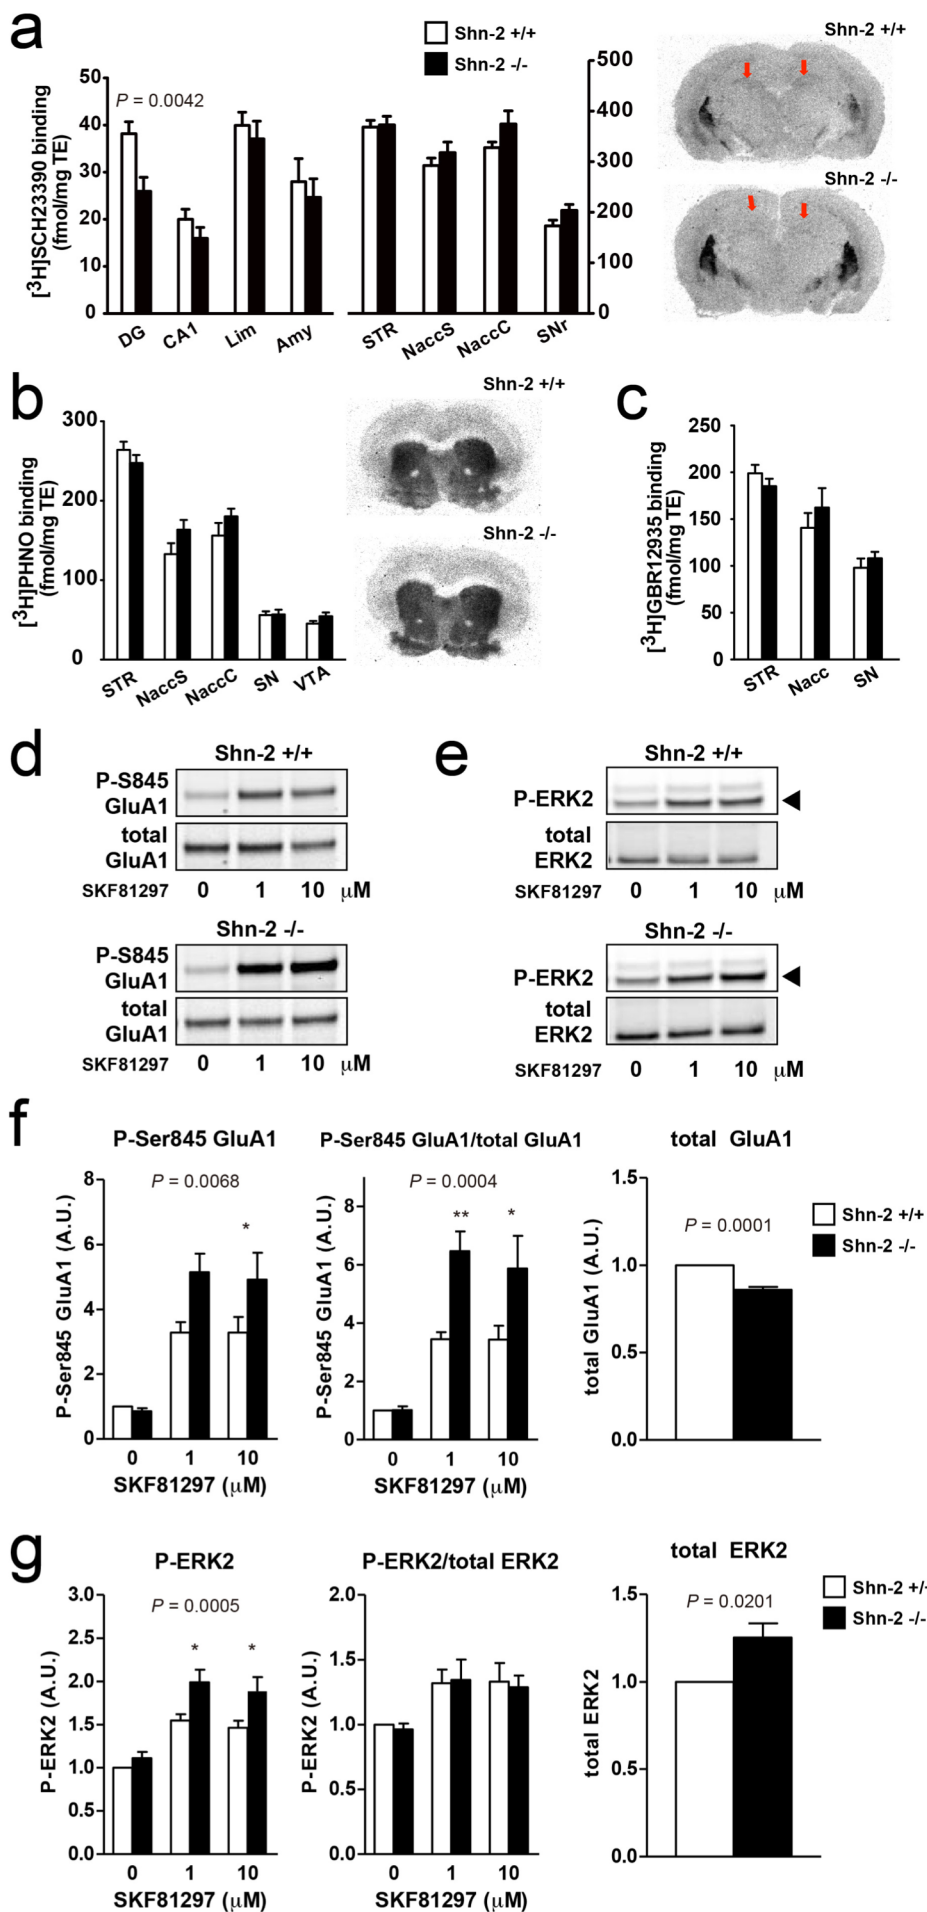 a
Shn-2 +/+
Shn-2 -/-
[³H]SCH23390 binding
(fmol/mg TE)
50
40
30
20
10
0
P = 0.0042
DG
CA1
Lim
Amy
STR
NaccS
NaccC
SNr
500
400
300
200
100
0
Shn-2 +/+
Shn-2 -/-
b
[³H]PHNO binding
(fmol/mg TE)
300
200
100
0
STR
NaccS
NaccC
SN
VTA
Shn-2 +/+
Shn-2 -/-
c
[³H]GBR12935 binding
(fmol/mg TE)
250
200
150
100
50
0
STR
Nacc
SN
d
Shn-2 +/+
P-S845
GluA1
total
GluA1
SKF81297 0 1 10 μM
Shn-2 -/-
P-S845
GluA1
total
GluA1
SKF81297 0 1 10 μM
e
Shn-2 +/+
P-ERK2
total
ERK2
SKF81297 0 1 10 μM
Shn-2 -/-
P-ERK2
total
ERK2
SKF81297 0 1 10 μM
f
P-Ser845 GluA1
P-Ser845 GluA1 (A.U.)
8
6
4
2
0
P = 0.0068
*
0 1 10
SKF81297 (μM)
P-Ser845 GluA1/total GluA1
P-Ser845 GluA1 (A.U.)
8
6
4
2
0
P = 0.0004
** *
0 1 10
SKF81297 (μM)
total GluA1
total GluA1 (A.U.)
1.5
1.0
0.5
0.0
P = 0.0001
Shn-2 +/+
Shn-2 -/-
g
P-ERK2
P-ERK2 (A.U.)
3.0
2.5
2.0
1.5
1.0
0.5
0.0
P = 0.0005
* *
0 1 10
SKF81297 (μM)
P-ERK2/total ERK2
P-ERK2 (A.U.)
2.0
1.5
1.0
0.5
0.0
0 1 10
SKF81297 (μM)
total ERK2
total ERK2
1.5
1.0
0.5
0.0
P = 0.0201
Shn-2 +/+
Shn-2 -/-